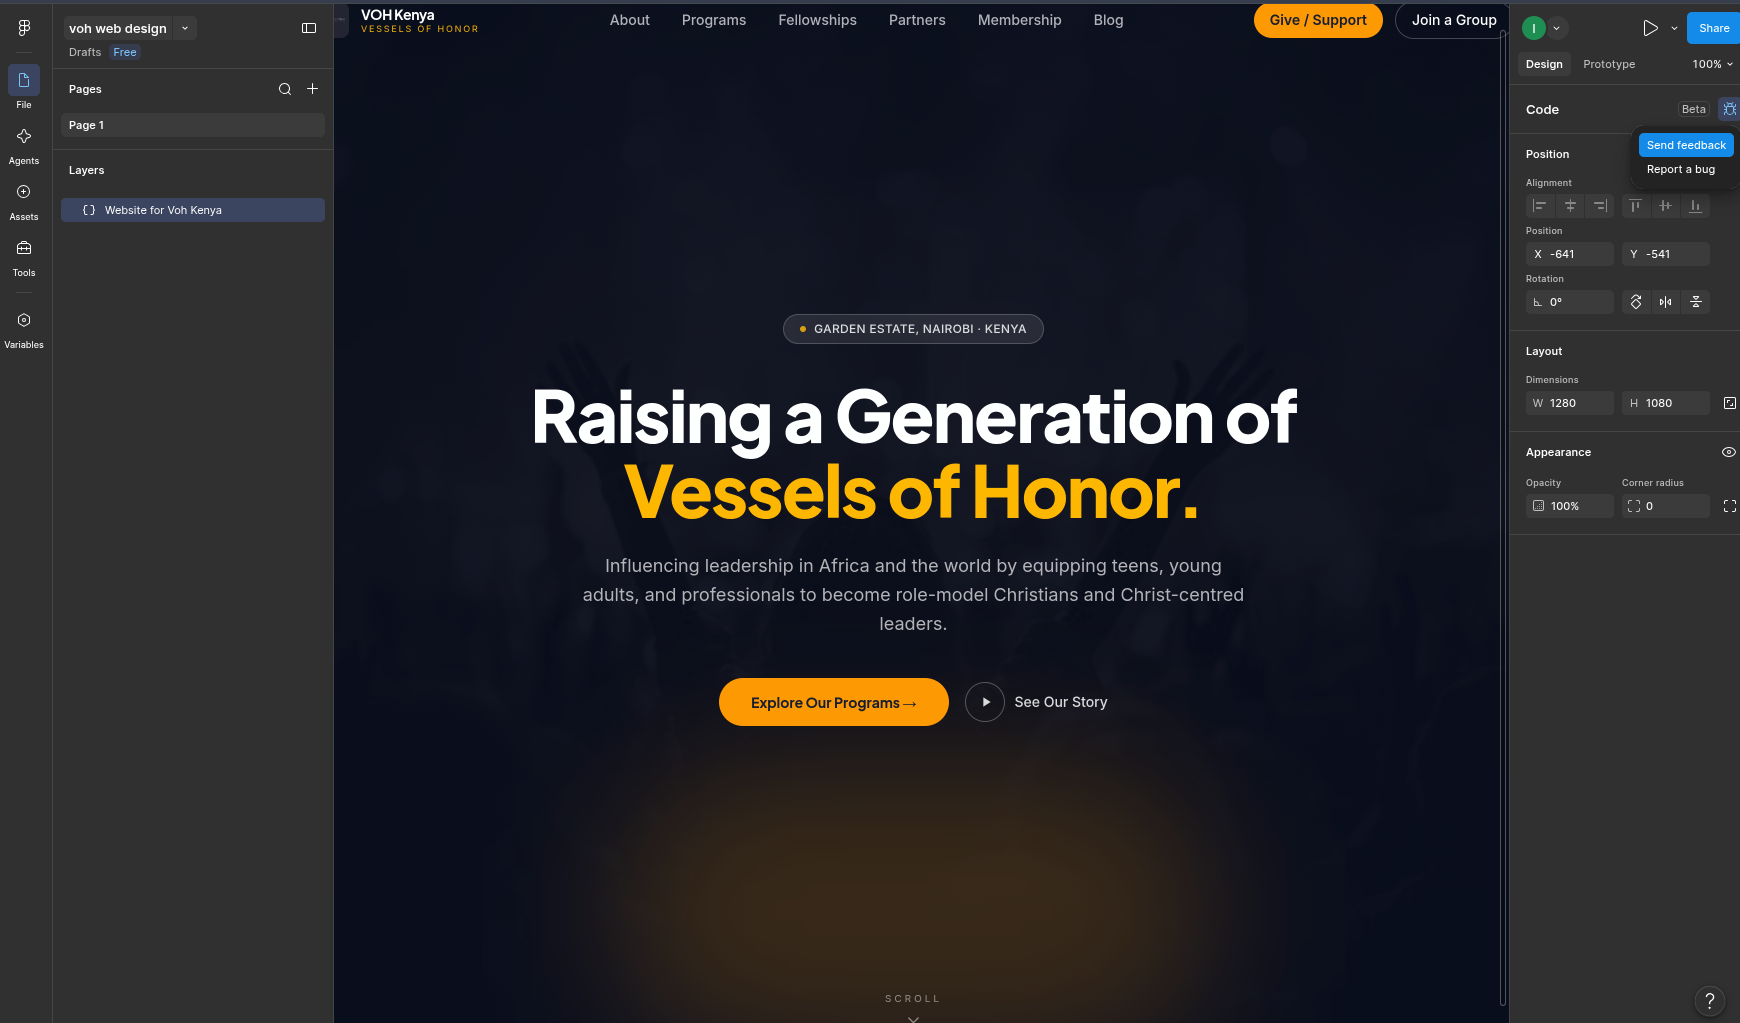 voh web design
Drafts Free
File
Agents
Assets
Tools
Variables
Pages
Page 1
Layers
Website for Voh Kenya
VOH Kenya
VESSELS OF HONOR
About Programs Fellowships Partners Membership Blog
Give / Support
Join a Group
GARDEN ESTATE, NAIROBI · KENYA
Raising a Generation of
Vessels of Honor.
Influencing leadership in Africa and the world by equipping teens, young
adults, and professionals to become role-model Christians and Christ-centred
leaders.
Explore Our Programs →
See Our Story
SCROLL
I
Share
Design Prototype 100%
Code Beta
Send feedback
Report a bug
Position
Alignment
Position
X -641 Y -541
Rotation
0°
Layout
Dimensions
W 1280 H 1080
Appearance
Opacity Corner radius
100% 0
?